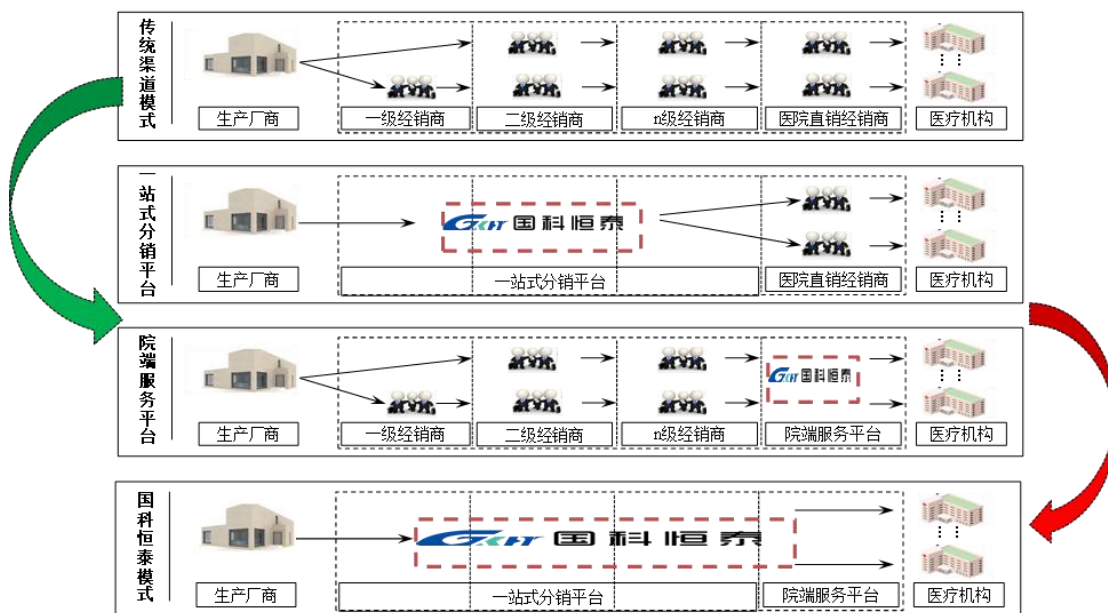 传统渠道模式
生产厂商
一级经销商
二级经销商
n级经销商
医院直销经销商
医疗机构
一站式分销平台
GKHT 国科恒泰
生产厂商
一站式分销平台
医院直销经销商
医疗机构
院端服务平台
GKHT 国科恒泰
生产厂商
一级经销商
二级经销商
n级经销商
院端服务平台
医疗机构
国科恒泰模式
GKHT 国科恒泰
生产厂商
一站式分销平台
院端服务平台
医疗机构